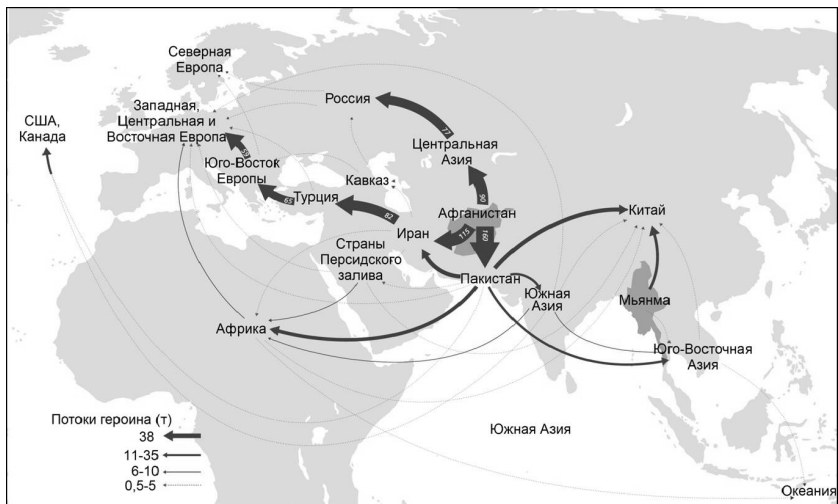 Северная
Европа
США,
Канада
Западная,
Центральная и
Восточная Европа
Россия
77
Центральная
Азия
59
Юго-Восток
Европы
Кавказ
65
Турция
90
82
Афганистан
Китай
Иран
115
160
Страны
Персидского
залива
Пакистан
Южная
Азия
Мьянма
Африка
Юго-Восточная
Азия
Потоки героина (т)
38
11-35
6-10
0,5-5
Южная Азия
Океания